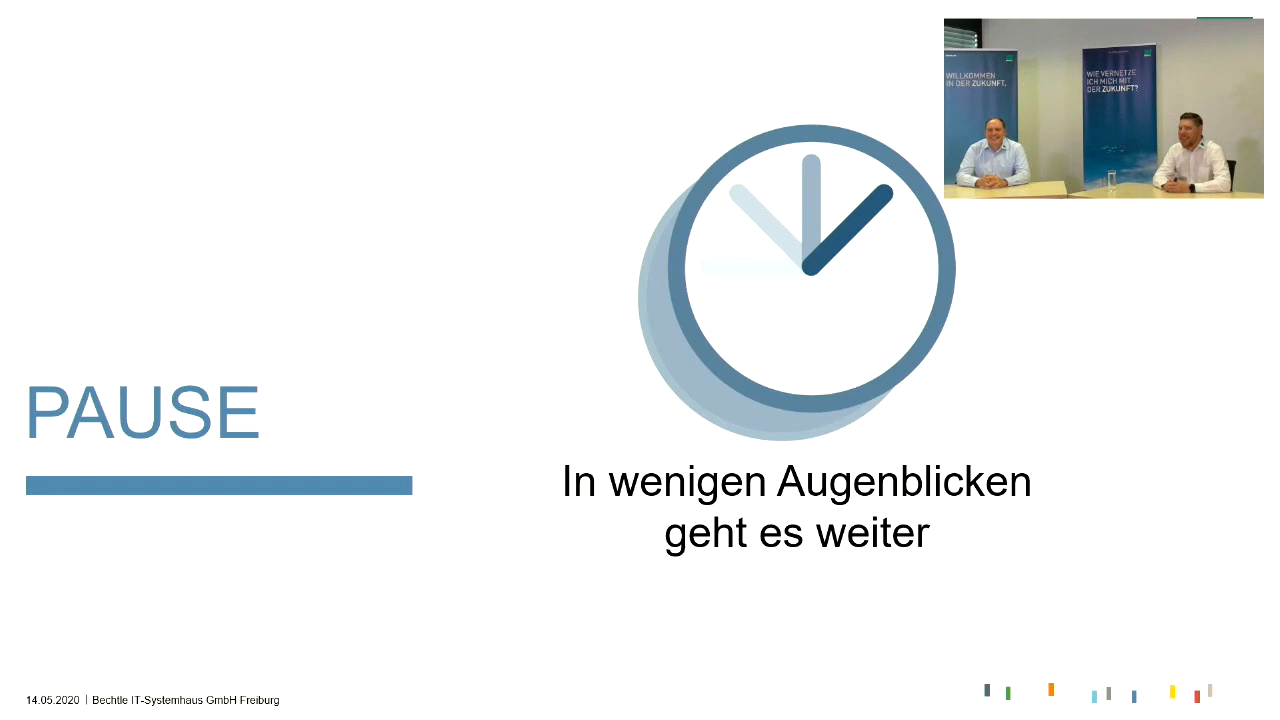 WILLKOMMEN
IN DER ZUKUNFT.
WIE VERNETZE
ICH MICH MIT
DER ZUKUNFT?
PAUSE
In wenigen Augenblicken
geht es weiter
14.05.2020 | Bechtle IT-Systemhaus GmbH Freiburg